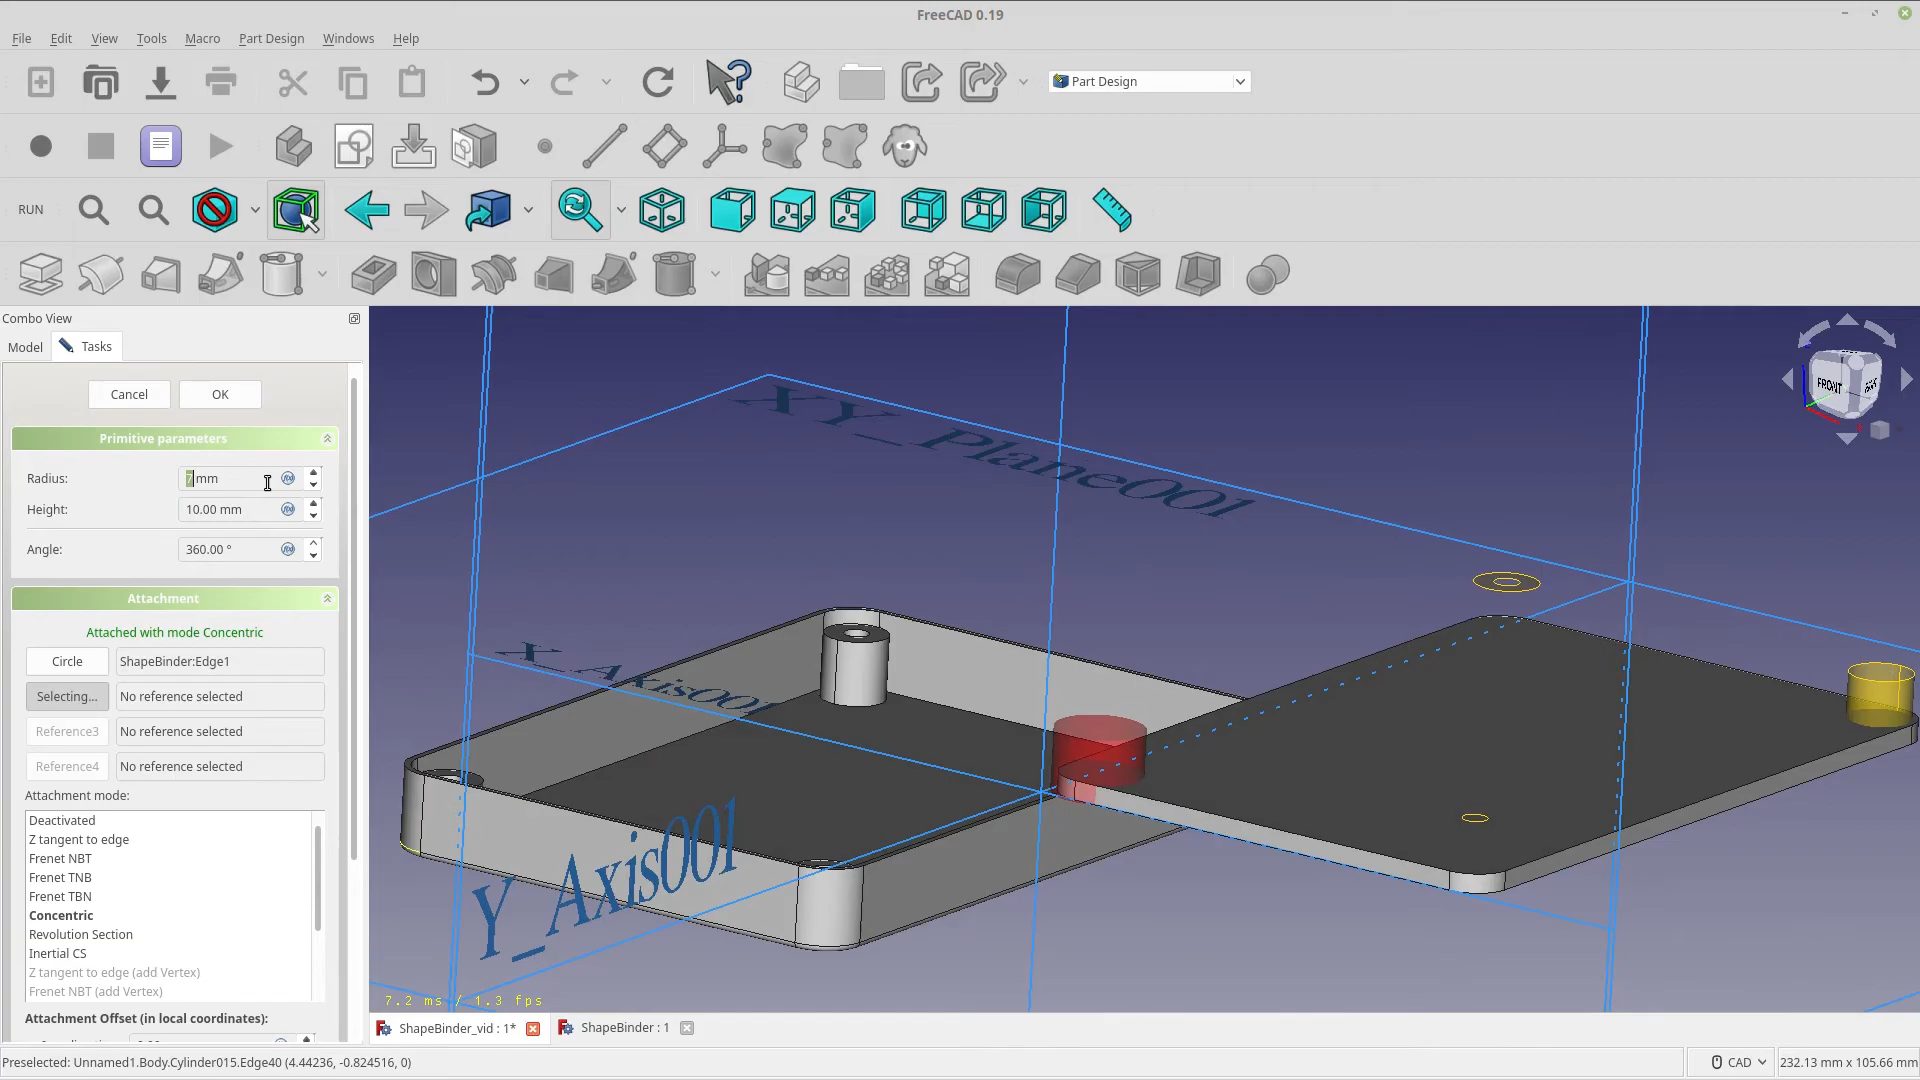 FreeCAD 0.19
File Edit View Tools Macro Part Design Windows Help
Part Design
RUN
Combo View
Model Tasks
Cancel OK
Primitive parameters
Radius: 7 mm
Height: 10.00 mm
Angle: 360.00 °
Attachment
Attached with mode Concentric
Circle ShapeBinder:Edge1
Selecting... No reference selected
Reference3 No reference selected
Reference4 No reference selected
Attachment mode:
Deactivated
Z tangent to edge
Frenet NBT
Frenet TNB
Frenet TBN
Concentric
Revolution Section
Inertial CS
Z tangent to edge (add Vertex)
Frenet NBT (add Vertex)
Attachment Offset (in local coordinates):
XY_Plane001
X_Axis001
Y_Axis001
FRONT
7.2 ms / 1.3 fps
ShapeBinder_vid : 1* ShapeBinder : 1
Preselected: Unnamed1.Body.Cylinder015.Edge40 (4.44236, -0.824516, 0)
CAD 232.13 mm x 105.66 mm